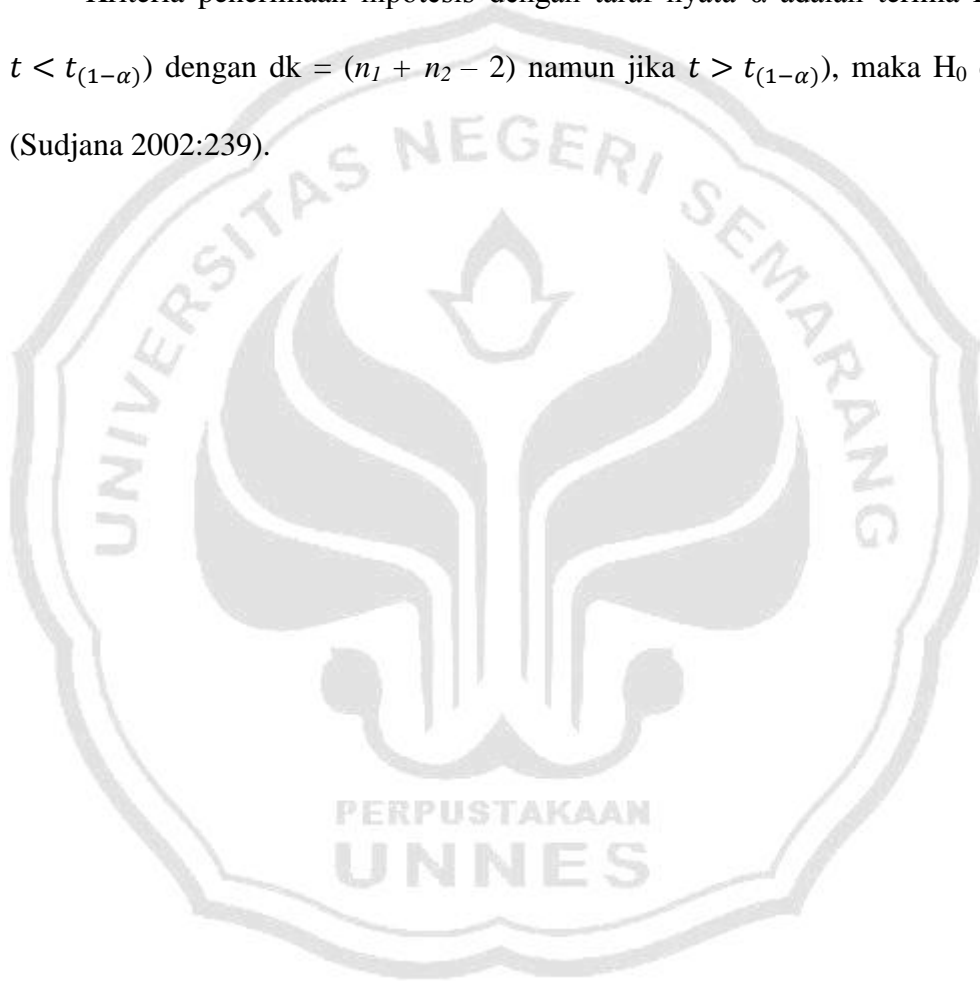 Kriteria penerimaan hipotesis dengan taraf nyata α adalah terima
t < t(1−α)) dengan dk = (n1 + n2 – 2) namun jika t > t(1−α)), maka H0
(Sudjana 2002:239).
UNIVERSITAS NEGERI SEMARANG
PERPUSTAKAAN
UNNES